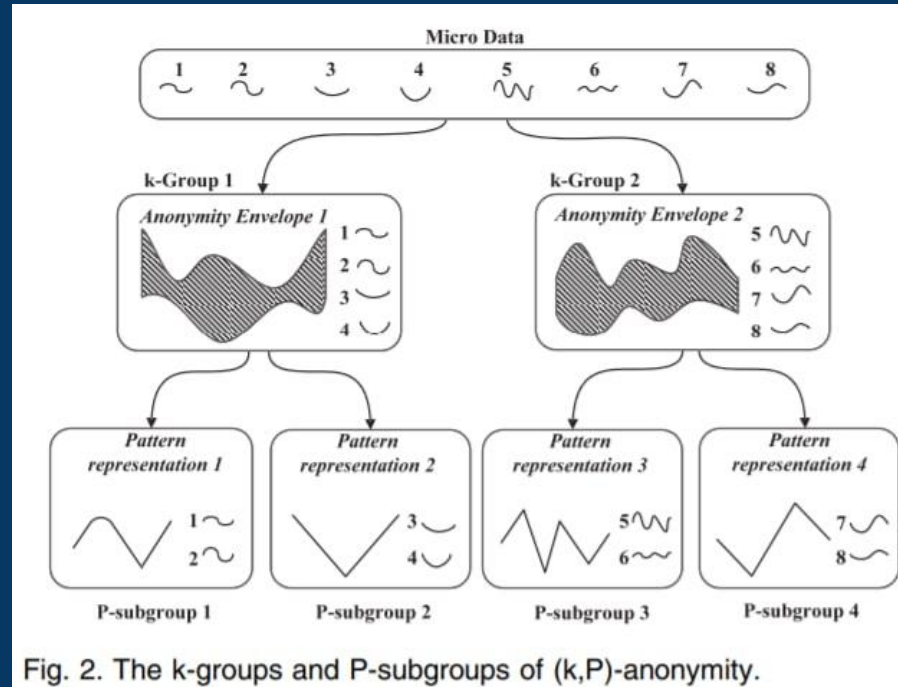 Micro Data
1 2 3 4 5 6 7 8
k-Group 1
k-Group 2
Anonymity Envelope 1
1
2
3
4
Anonymity Envelope 2
5
6
7
8
Pattern
representation 1
1
2
Pattern
representation 2
3
4
Pattern
representation 3
5
6
Pattern
representation 4
7
8
P-subgroup 1
P-subgroup 2
P-subgroup 3
P-subgroup 4
Fig. 2. The k-groups and P-subgroups of (k,P)-anonymity.